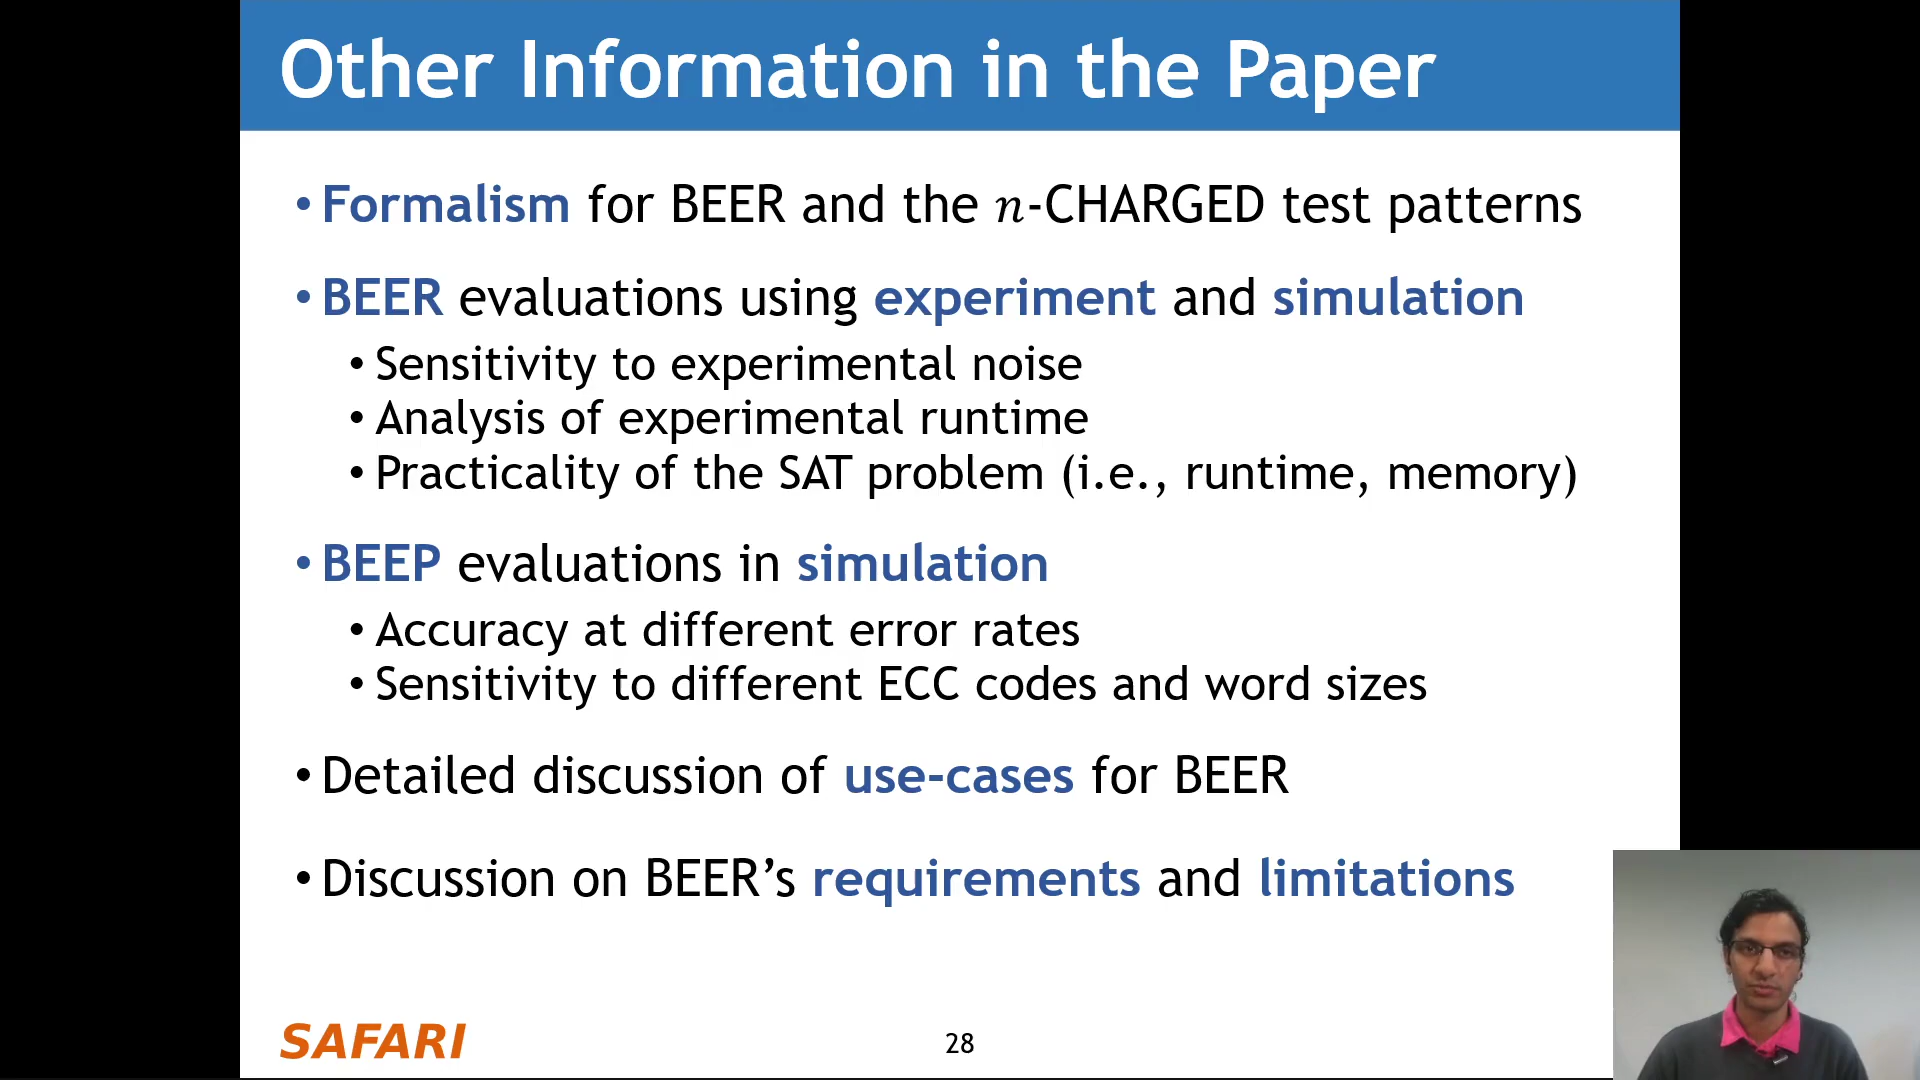 Other Information in the Paper
• Formalism for BEER and the n-CHARGED test patterns
• BEER evaluations using experiment and simulation
• Sensitivity to experimental noise
• Analysis of experimental runtime
• Practicality of the SAT problem (i.e., runtime, memory)
• BEEP evaluations in simulation
• Accuracy at different error rates
• Sensitivity to different ECC codes and word sizes
• Detailed discussion of use-cases for BEER
• Discussion on BEER’s requirements and limitations
SAFARI
28